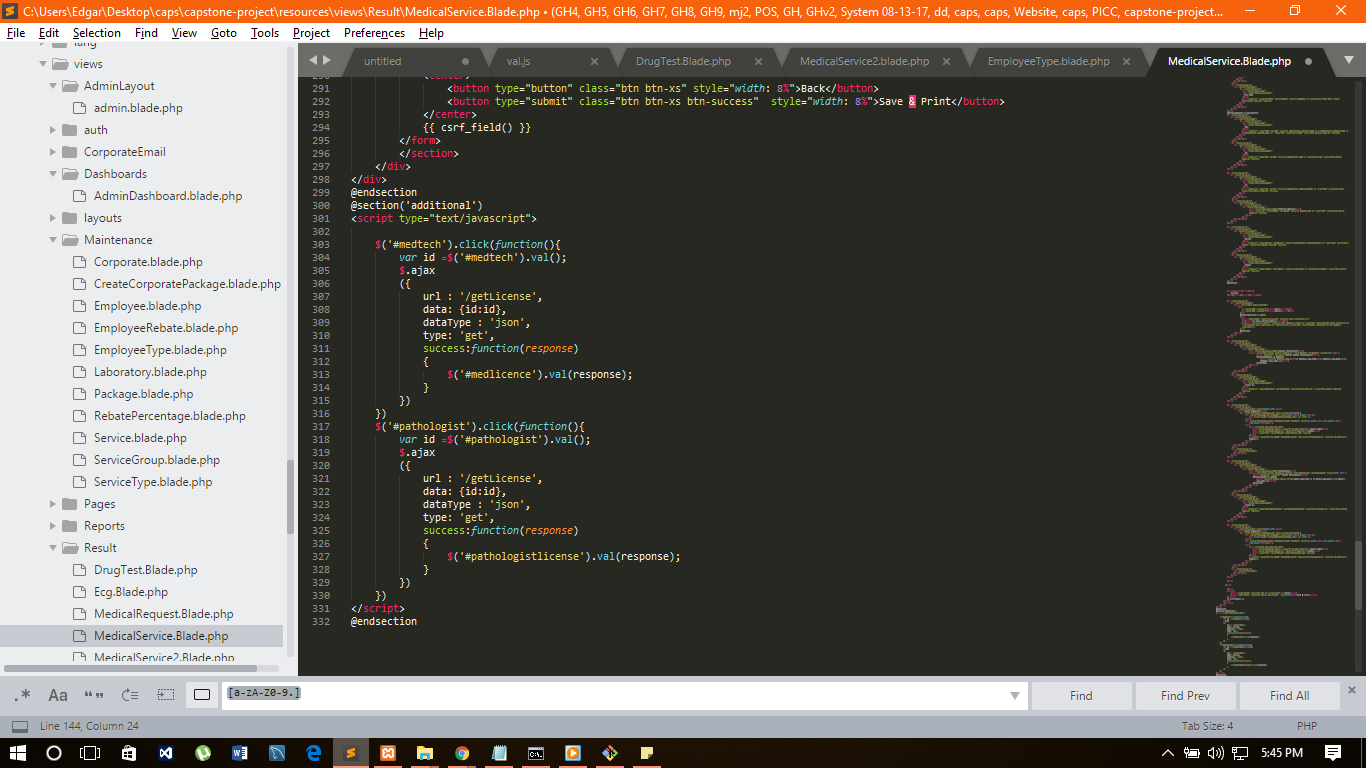 C:\Users\Edgar\Desktop\caps\capstone-project\resources\views\Result\MedicalService.Blade.php • (GH4, GH5, GH6, GH7, GH8, GH9, mj2, POS, GH, GHv2, System 08-13-17, dd, caps, caps, Website, caps, PICC, capstone-project...
File Edit Selection Find View Goto Tools Project Preferences Help
lang
views
AdminLayout
admin.blade.php
auth
CorporateEmail
Dashboards
AdminDashboard.blade.php
layouts
Maintenance
Corporate.blade.php
CreateCorporatePackage.blade.php
Employee.blade.php
EmployeeRebate.blade.php
EmployeeType.blade.php
Laboratory.blade.php
Package.blade.php
RebatePercentage.blade.php
Service.blade.php
ServiceGroup.blade.php
ServiceType.blade.php
Pages
Reports
Result
DrugTest.Blade.php
Ecg.Blade.php
MedicalRequest.Blade.php
MedicalService.Blade.php
MedicalService2.Blade.php
untitled val.js DrugTest.Blade.php MedicalService2.blade.php EmployeeType.blade.php MedicalService.Blade.php
290 <center>
291 <button type="button" class="btn btn-xs" style="width: 8%">Back</button>
292 <button type="submit" class="btn btn-xs btn-success"  style="width: 8%">Save & Print</button>
293 </center>
294 {{ csrf_field() }}
295 </form>
296 </section>
297 </div>
298 </div>
299 @endsection
300 @section('additional')
301 <script type="text/javascript">
302
303 $('#medtech').click(function(){
304 var id =$('#medtech').val();
305 $.ajax
306 ({
307 url : '/getLicense',
308 data: {id:id},
309 dataType : 'json',
310 type: 'get',
311 success:function(response)
312 {
313 $('#medlicence').val(response);
314 }
315 })
316 })
317 $('#pathologist').click(function(){
318 var id =$('#pathologist').val();
319 $.ajax
320 ({
321 url : '/getLicense',
322 data: {id:id},
323 dataType : 'json',
324 type: 'get',
325 success:function(response)
326 {
327 $('#pathologistlicense').val(response);
328 }
329 })
330 })
331 </script>
332 @endsection
.* Aa “” [a-zA-Z0-9.] Find Find Prev Find All
Line 144, Column 24 Tab Size: 4 PHP
5:45 PM